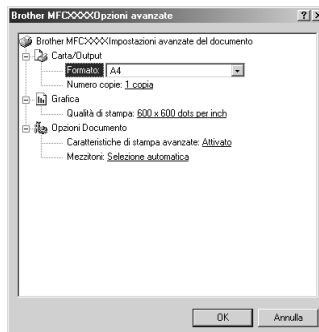 Brother MFCXXXXOpzioni avanzate
Brother MFCXXXXImpostazioni avanzate del documento
Carta/Output
Formato: A4
Numero copie: 1 copia
Grafica
Qualità di stampa: 600 x 600 dots per inch
Opzioni Documento
Caratteristiche di stampa avanzate: Attivato
Mezzitoni: Selezione automatica
OK Annulla